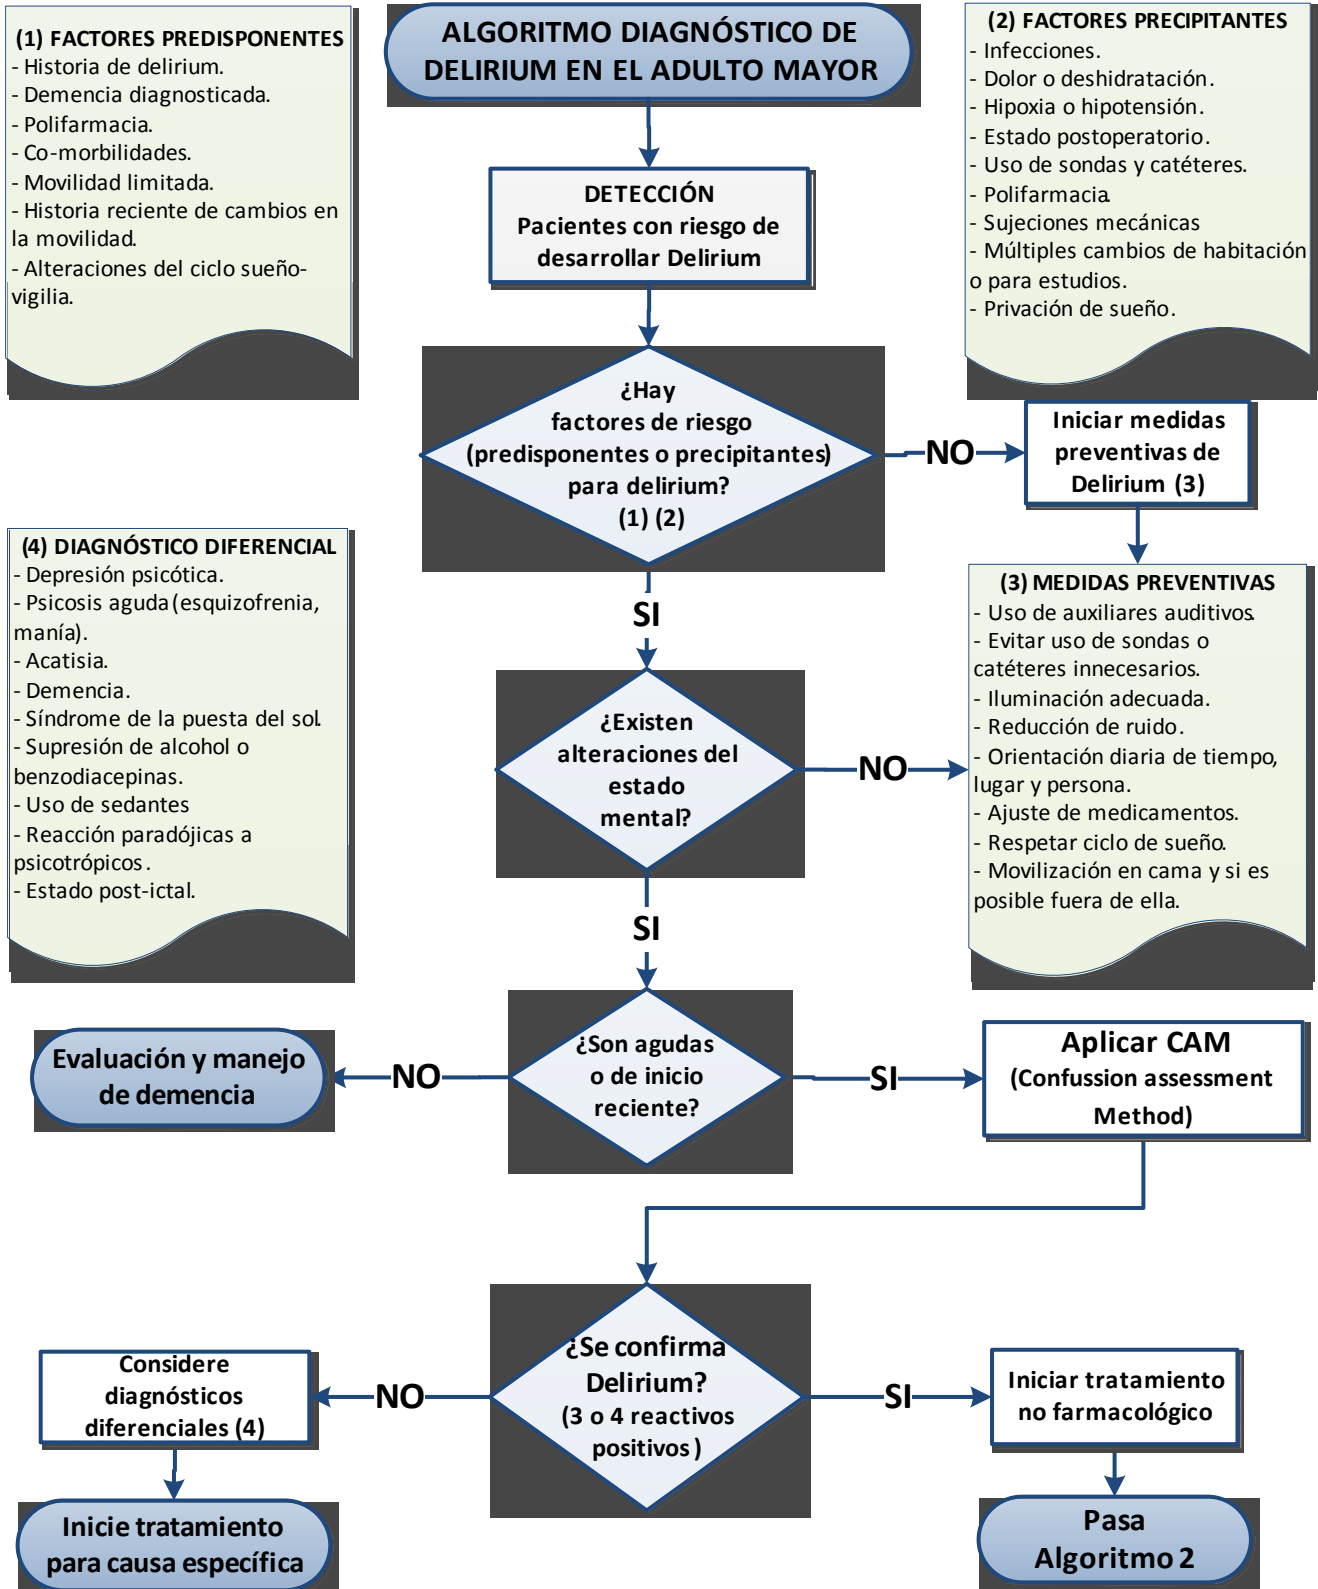 (1) FACTORES PREDISPONENTES
- Historia de delirium.
- Demencia diagnosticada.
- Polifarmacia.
- Co-morbilidades.
- Movilidad limitada.
- Historia reciente de cambios en
la movilidad.
- Alteraciones del ciclo sueño-
vigilia.
ALGORITMO DIAGNÓSTICO DE
DELIRIUM EN EL ADULTO MAYOR
(2) FACTORES PRECIPITANTES
- Infecciones.
- Dolor o deshidratación.
- Hipoxia o hipotensión.
- Estado postoperatorio.
- Uso de sondas y catéteres.
- Polifarmacia.
- Sujeciones mecánicas
- Múltiples cambios de habitación
o para estudios.
- Privación de sueño.
DETECCIÓN
Pacientes con riesgo de
desarrollar Delirium
¿Hay
factores de riesgo
(predisponentes o precipitantes)
para delirium?
(1) (2)
NO
Iniciar medidas
preventivas de
Delirium (3)
SI
(4) DIAGNÓSTICO DIFERENCIAL
- Depresión psicótica.
- Psicosis aguda (esquizofrenia,
manía).
- Acatisia.
- Demencia.
- Síndrome de la puesta del sol.
- Supresión de alcohol o
benzodiacepinas.
- Uso de sedantes
- Reacción paradójicas a
psicotrópicos.
- Estado post-ictal.
¿Existen
alteraciones del
estado
mental?
NO
(3) MEDIDAS PREVENTIVAS
- Uso de auxiliares auditivos.
- Evitar uso de sondas o
catéteres innecesarios.
- Iluminación adecuada.
- Reducción de ruido.
- Orientación diaria de tiempo,
lugar y persona.
- Ajuste de medicamentos.
- Respetar ciclo de sueño.
- Movilización en cama y si es
posible fuera de ella.
SI
Evaluación y manejo
de demencia
NO
¿Son agudas
o de inicio
reciente?
SI
Aplicar CAM
(Confussion assessment
Method)
Considere
diagnósticos
diferenciales (4)
NO
¿Se confirma
Delirium?
(3 o 4 reactivos
positivos)
SI
Iniciar tratamiento
no farmacológico
Inicie tratamiento
para causa específica
Pasa
Algoritmo 2